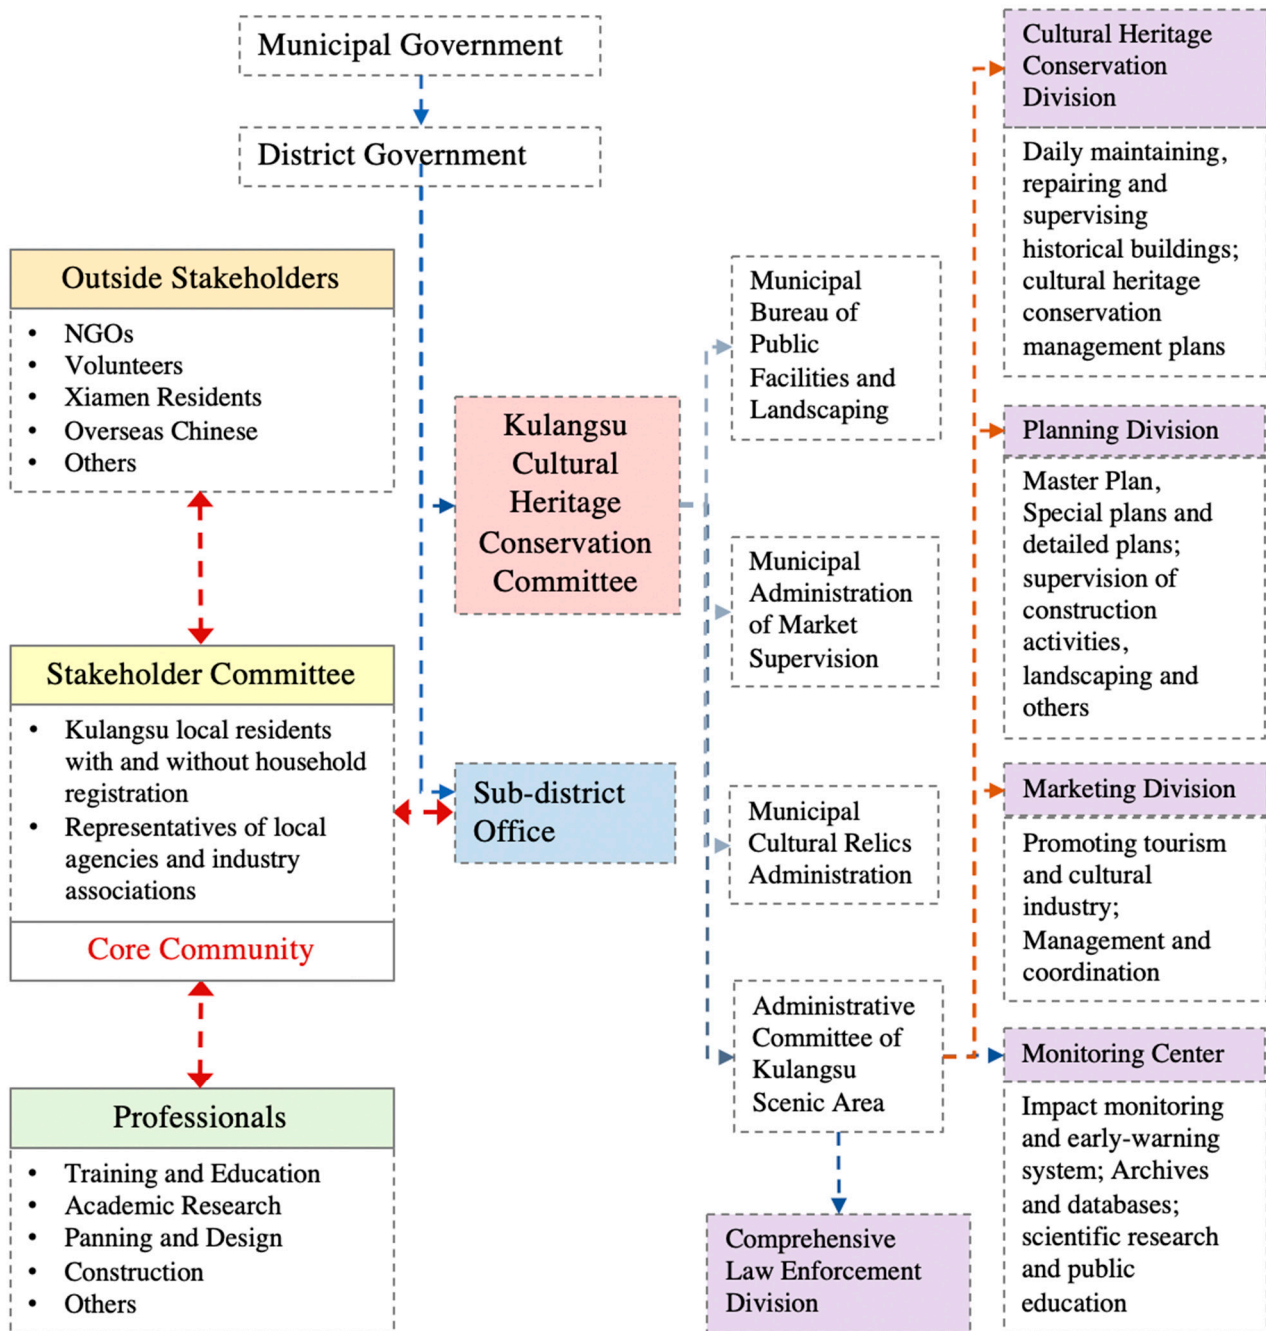 Municipal Government
District Government
Outside Stakeholders
• NGOs
• Volunteers
• Xiamen Residents
• Overseas Chinese
• Others
Stakeholder Committee
• Kulangsu local residents
with and without household
registration
• Representatives of local
agencies and industry
associations
Core Community
Professionals
• Training and Education
• Academic Research
• Panning and Design
• Construction
• Others
Kulangsu
Cultural
Heritage
Conservation
Committee
Sub-district
Office
Municipal
Bureau of
Public
Facilities and
Landscaping
Municipal
Administration
of Market
Supervision
Municipal
Cultural Relics
Administration
Administrative
Committee of
Kulangsu
Scenic Area
Comprehensive
Law Enforcement
Division
Cultural Heritage
Conservation
Division
Daily maintaining,
repairing and
supervising
historical buildings;
cultural heritage
conservation
management plans
Planning Division
Master Plan,
Special plans and
detailed plans;
supervision of
construction
activities,
landscaping and
others
Marketing Division
Promoting tourism
and cultural
industry;
Management and
coordination
Monitoring Center
Impact monitoring
and early-warning
system; Archives
and databases;
scientific research
and public
education